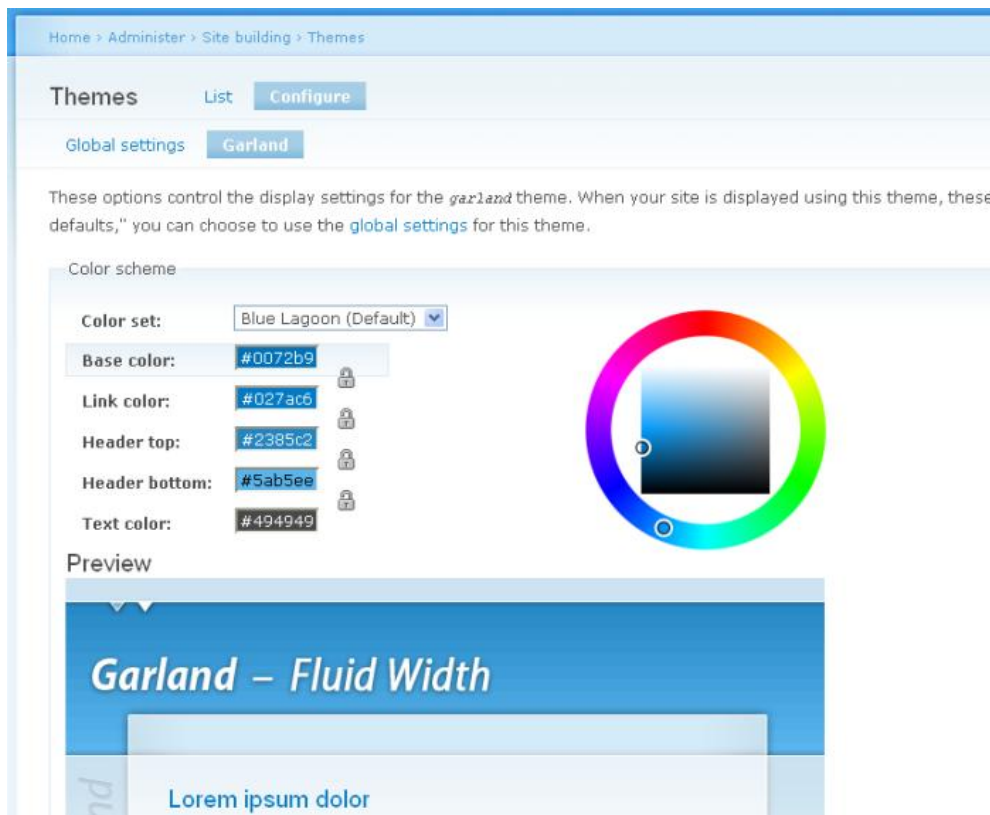 Home › Administer › Site building › Themes
Themes List Configure
Global settings Garland
These options control the display settings for the garland theme. When your site is displayed using this theme, these
defaults," you can choose to use the global settings for this theme.
Color scheme
Color set: Blue Lagoon (Default)
Base color: #0072b9
Link color: #027ac6
Header top: #2385c2
Header bottom: #5ab5ee
Text color: #494949
Preview
Garland – Fluid Width
Lorem ipsum dolor